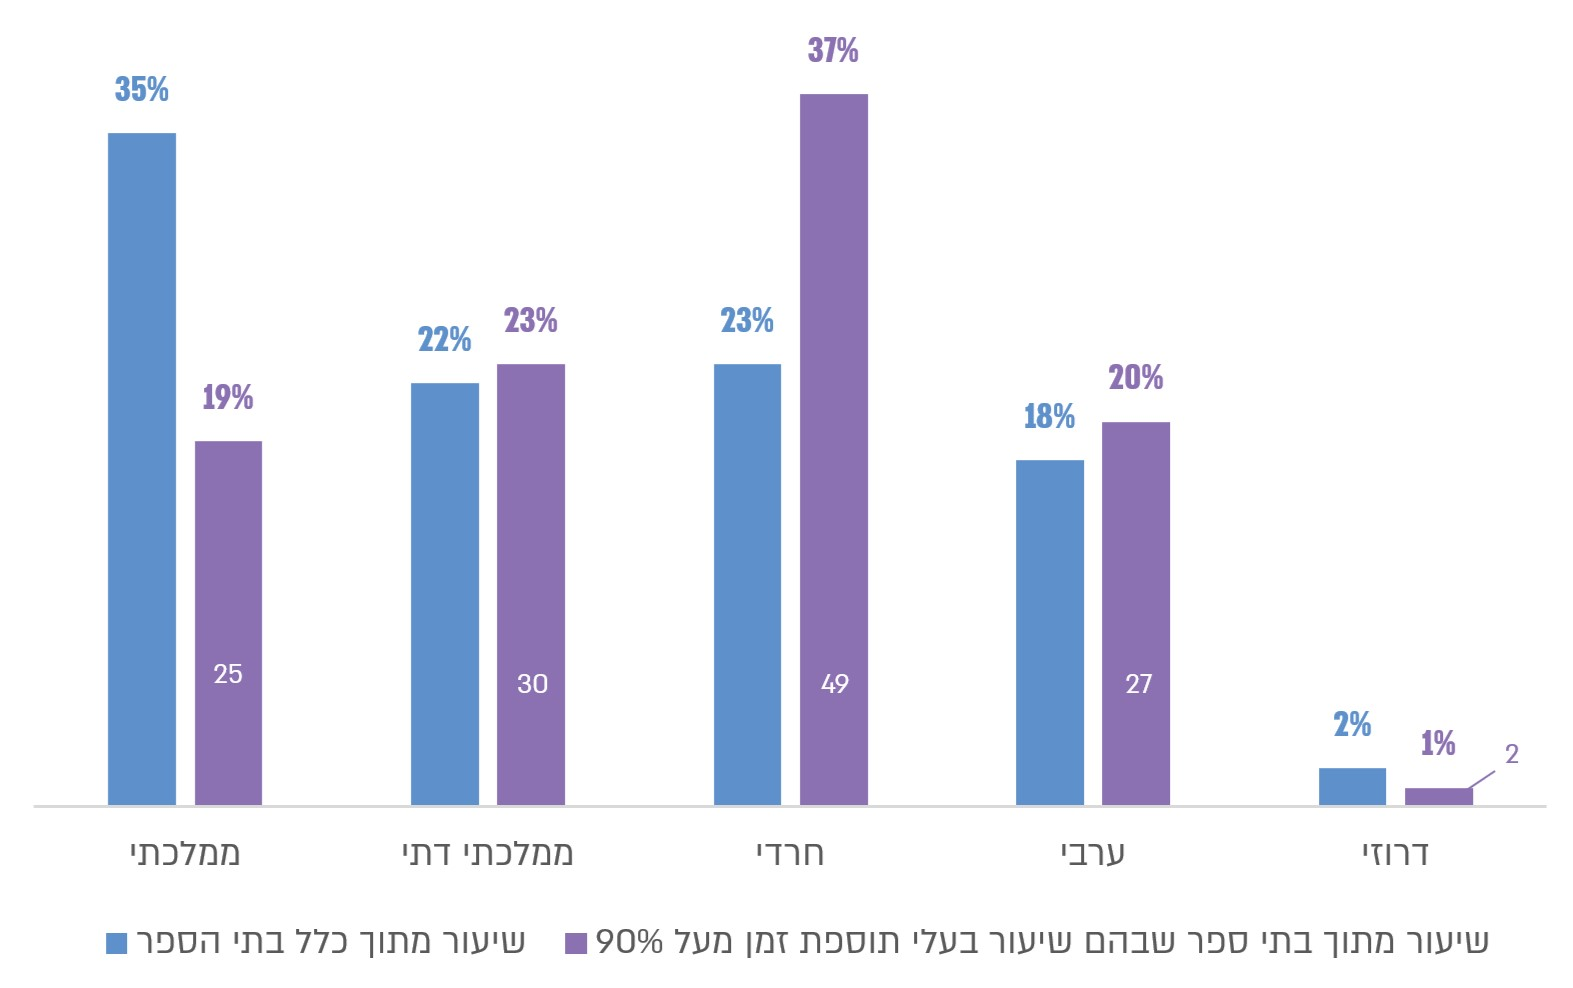 37%
35%
23%
23%
22%
20%
19%
18%
2%
1%
2
25
30
49
27
ממלכתי
ממלכתי דתי
חרדי
ערבי
דרוזי
שיעור מתוך כלל בתי הספר
שיעור מתוך בתי ספר שבהם שיעור בעלי תוספת זמן מעל 90%